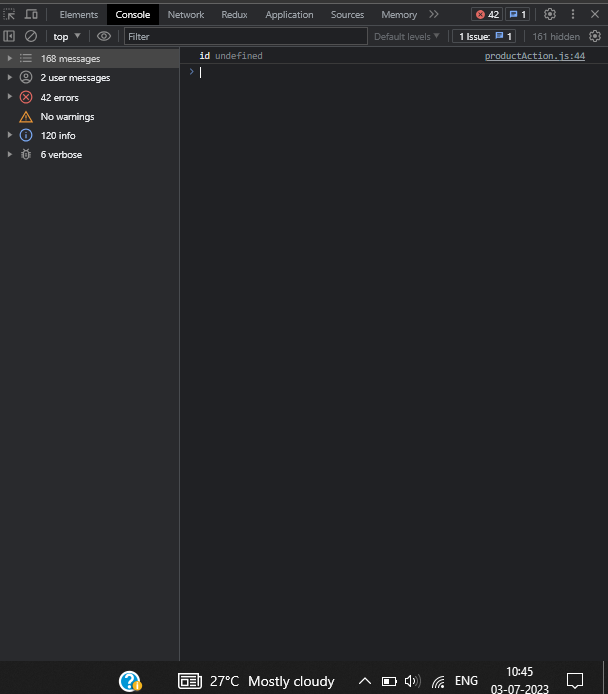 Elements Console Network Redux Application Sources Memory 42 1
top Filter Default levels 1 Issue: 1 161 hidden
168 messages
2 user messages
42 errors
No warnings
120 info
6 verbose
id undefined productAction.js:44
27°C Mostly cloudy ENG
10:45
03-07-2023